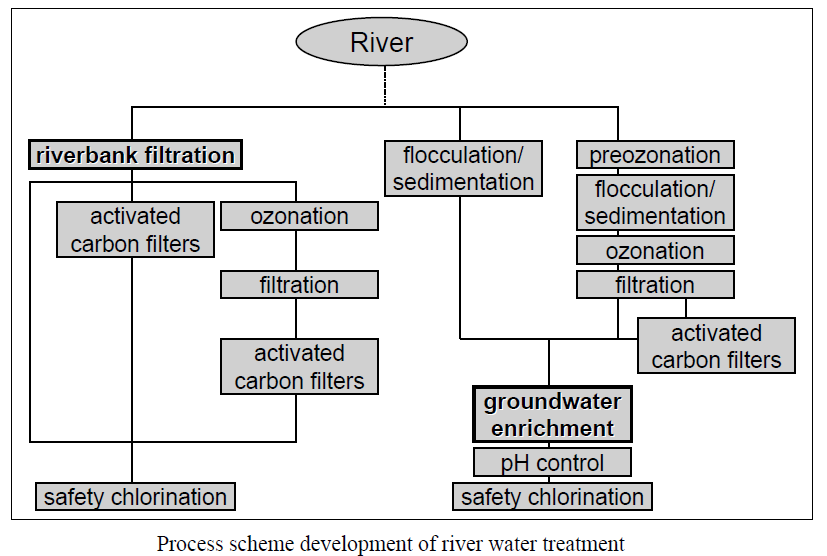 River
riverbank filtration
flocculation/
sedimentation
preozonation
activated
carbon filters
ozonation
flocculation/
sedimentation
ozonation
filtration
filtration
activated
carbon filters
activated
carbon filters
groundwater
enrichment
pH control
safety chlorination
safety chlorination
Process scheme development of river water treatment